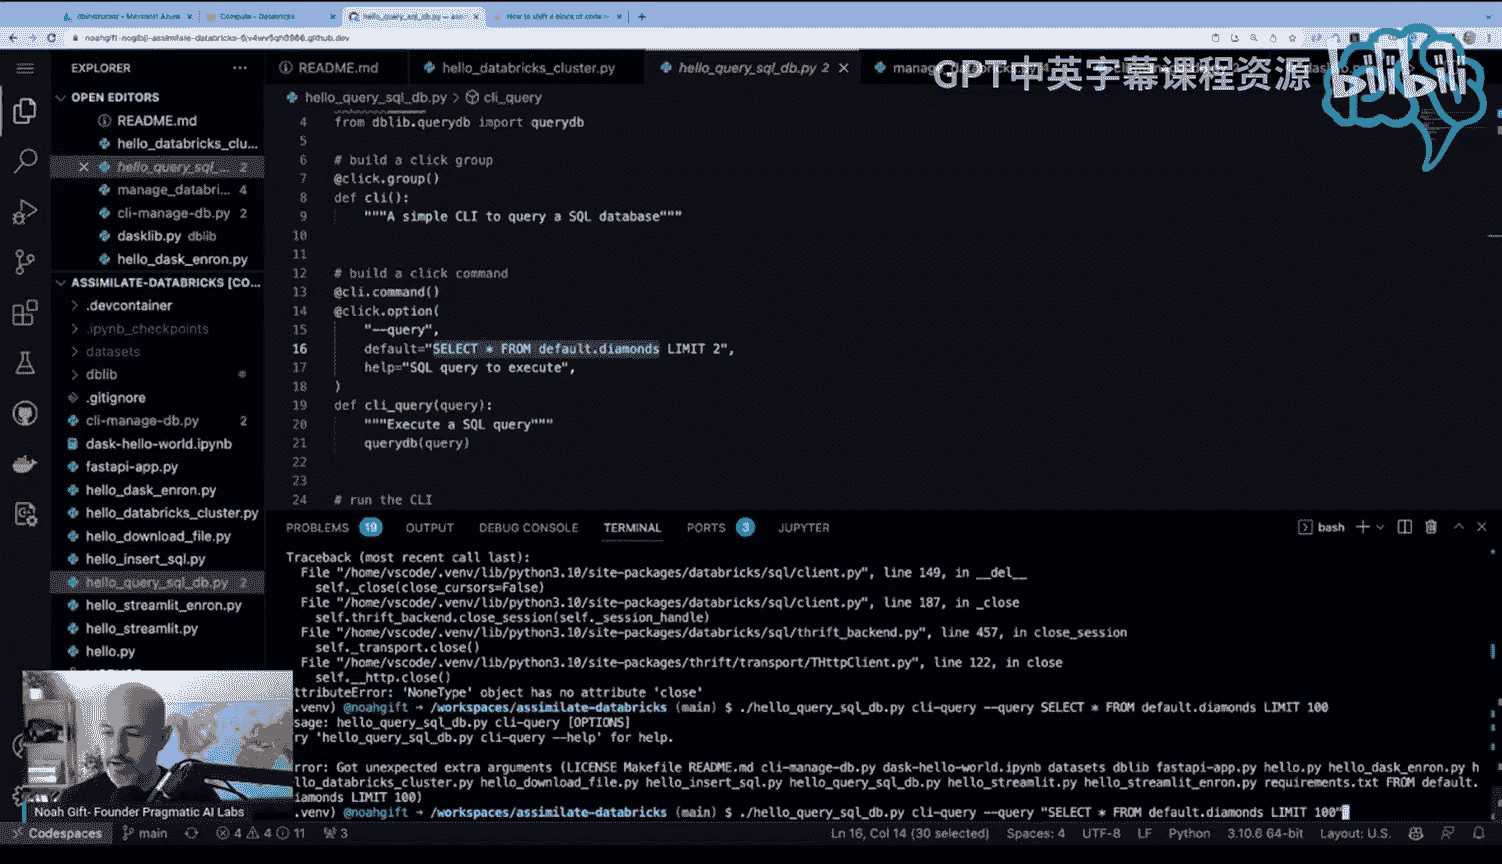 Compute - Databricks
hello_query_sql_db.py — assi
How to shift a block of code
noahgift-nogibjj-assimilate-databricks-
EXPLORER
README.md
hello_databricks_cluster.py
hello_query_sql_db.py 2
GPT中英字幕课程资源
bilibili
OPEN EDITORS
README.md
hello_databricks_clu...
hello_query_sql_... 2
manage_databri... 4
cli-manage-db.py 2
dasklib.py dblib
hello_dask_enron.py
ASSIMILATE-DATABRICKS [CO...
.devcontainer
.ipynb_checkpoints
datasets
dblib
.gitignore
cli-manage-db.py 2
dask-hello-world.ipynb
fastapi-app.py
hello_dask_enron.py
hello_databricks_cluster.py
hello_download_file.py
hello_insert_sql.py
hello_query_sql_db.py 2
hello_streamlit_enron.py
hello_streamlit.py
hello.py
hello_query_sql_db.py > cli_query
4 from dblib.querydb import querydb
5
6 # build a click group
7 @click.group()
8 def cli():
9 """A simple CLI to query a SQL database"""
10
11
12 # build a click command
13 @cli.command()
14 @click.option(
15 "--query",
16 default="SELECT * FROM default.diamonds LIMIT 2",
17 help="SQL query to execute",
18 )
19 def cli_query(query):
20 """Execute a SQL query"""
21 querydb(query)
22
23
24 # run the CLI
PROBLEMS 19 OUTPUT DEBUG CONSOLE TERMINAL PORTS 3 JUPYTER
bash
Traceback (most recent call last):
File "/home/vscode/.venv/lib/python3.10/site-packages/databricks/sql/client.py", line 149, in __del__
self._close(close_cursors=False)
File "/home/vscode/.venv/lib/python3.10/site-packages/databricks/sql/client.py", line 187, in _close
self.thrift_backend.close_session(self._session_handle)
File "/home/vscode/.venv/lib/python3.10/site-packages/databricks/sql/thrift_backend.py", line 457, in close_session
self._transport.close()
File "/home/vscode/.venv/lib/python3.10/site-packages/thrift/transport/THttpClient.py", line 122, in close
self.__http.close()
ttributeError: 'NoneType' object has no attribute 'close'
.venv) @noahgift → /workspaces/assimilate-databricks (main) $ ./hello_query_sql_db.py cli-query --query SELECT * FROM default.diamonds LIMIT 100
sage: hello_query_sql_db.py cli-query [OPTIONS]
ry 'hello_query_sql_db.py cli-query --help' for help.
rror: Got unexpected extra arguments (LICENSE Makefile README.md cli-manage-db.py dask-hello-world.ipynb datasets dblib fastapi-app.py hello.py hello_dask_enron.py h
llo_databricks_cluster.py hello_download_file.py hello_insert_sql.py hello_query_sql_db.py hello_streamlit.py hello_streamlit_enron.py requirements.txt FROM default.
iamonds LIMIT 100)
.venv) @noahgift → /workspaces/assimilate-databricks (main) $ ./hello_query_sql_db.py cli-query --query "SELECT * FROM default.diamonds LIMIT 100"
Noah Gift- Founder Pragmatic AI Labs
Codespaces main 4 4 11 3
Ln 16, Col 14 (30 selected) Spaces: 4 UTF-8 LF Python 3.10.6 64-bit Layout: U.S.